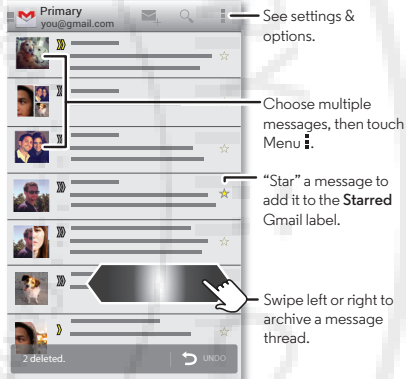 Primary
you@gmail.com
See settings &
options.
Choose multiple
messages, then touch
Menu .
“Star” a message to
add it to the Starred
Gmail label.
Swipe left or right to
archive a message
thread.
2 deleted.
UNDO